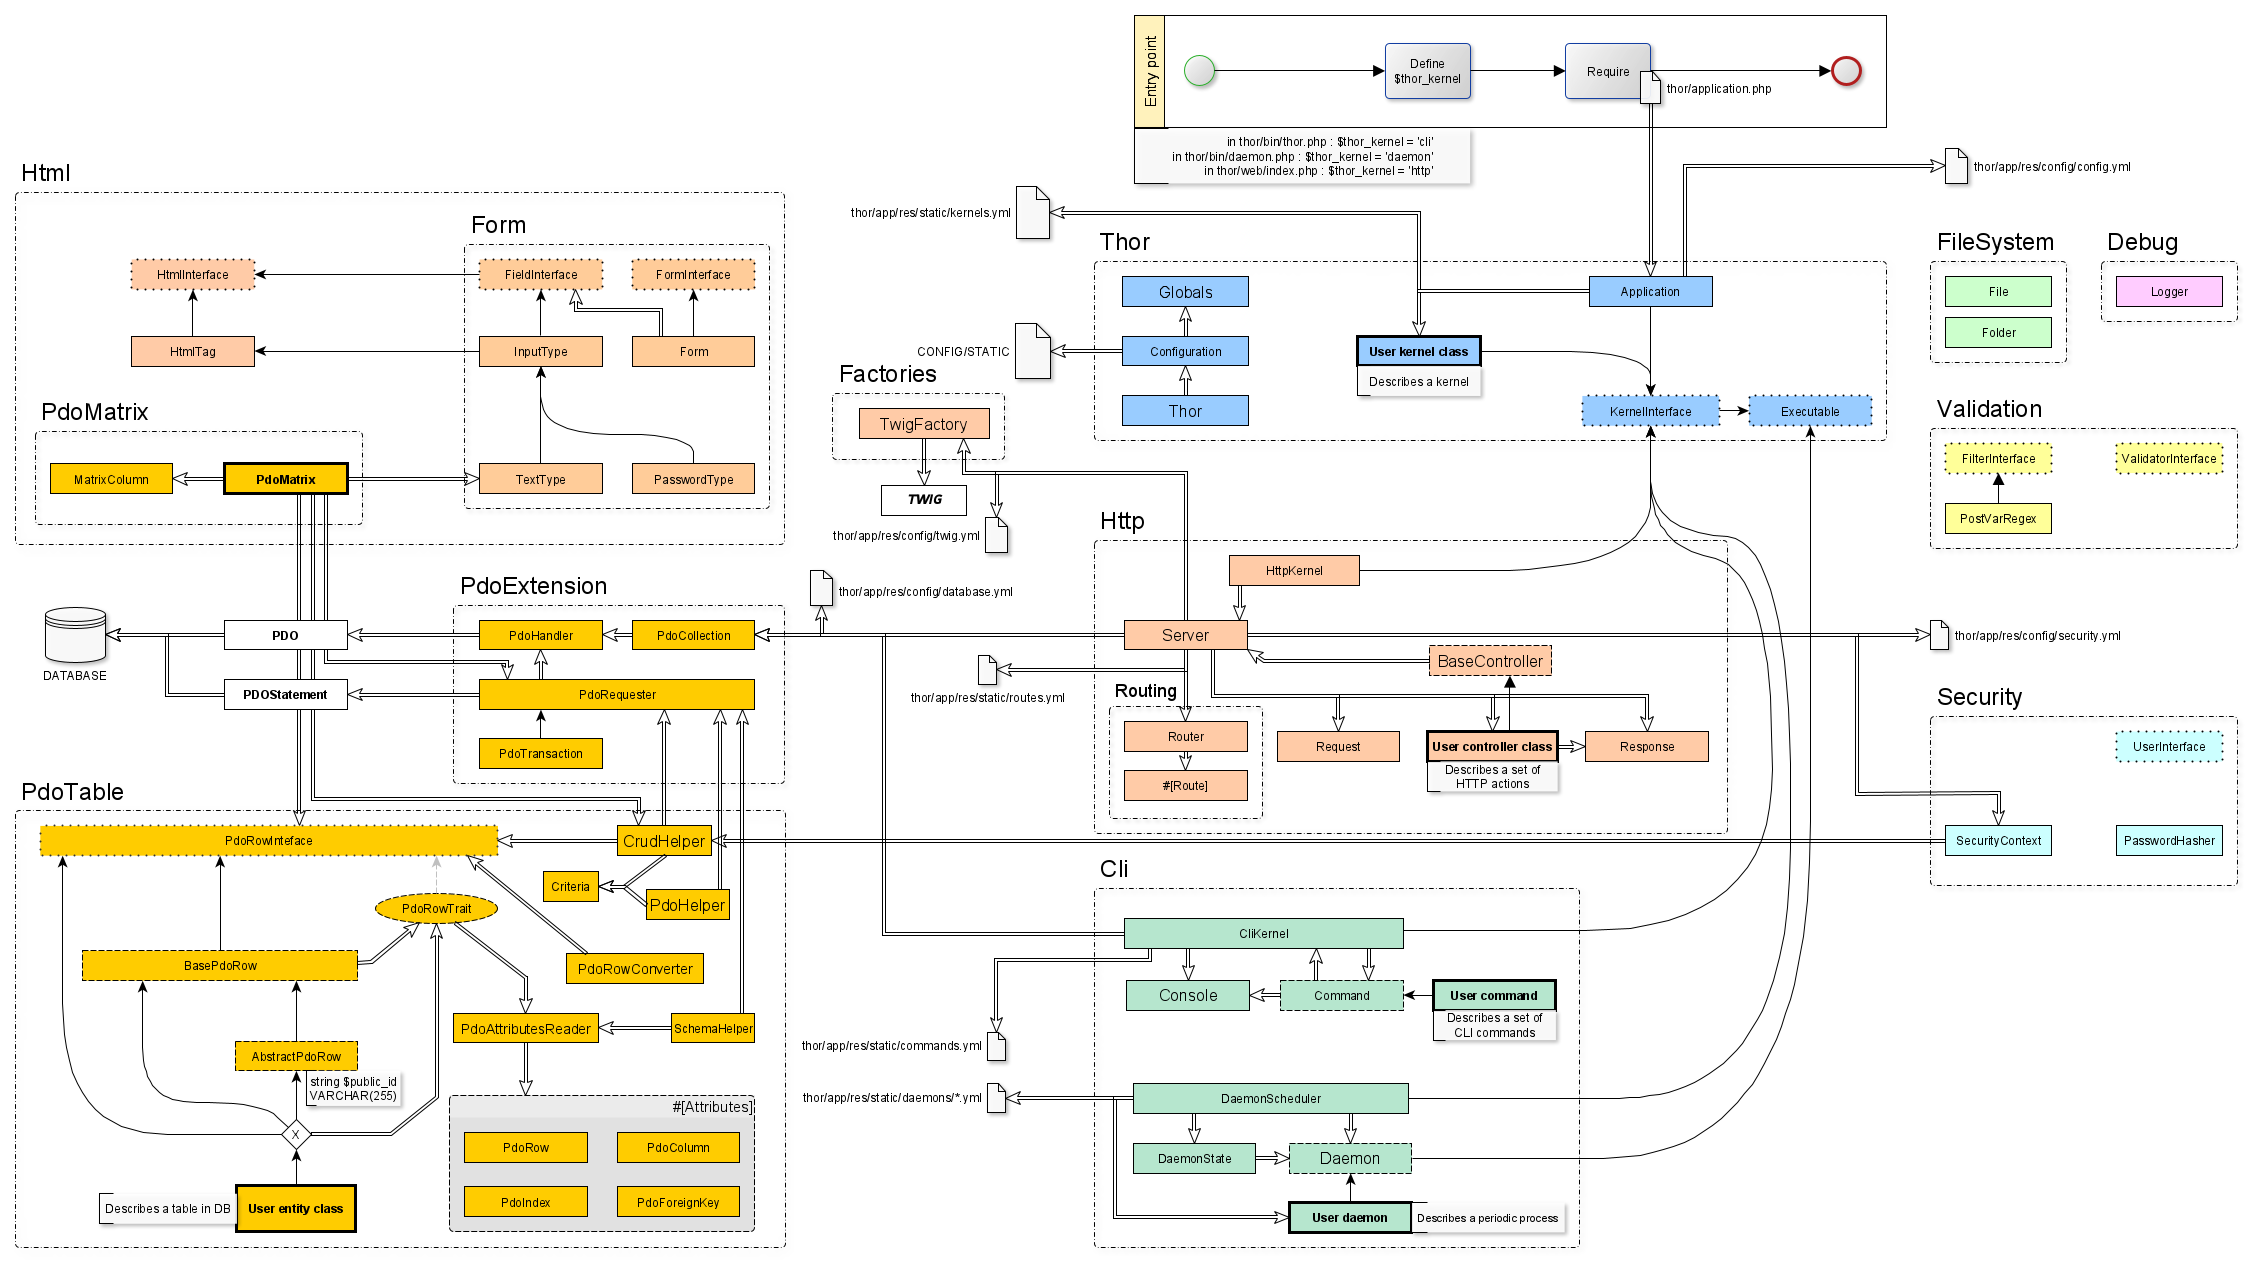 Entry point
Define
$thor_kernel
Require
thor/application.php
in thor/bin/thor.php : $thor_kernel = 'cli'
in thor/bin/daemon.php : $thor_kernel = 'daemon'
in thor/web/index.php : $thor_kernel = 'http'
thor/app/res/config/config.yml
thor/app/res/static/kernels.yml
Html
Form
HtmlInterface
FieldInterface
FormInterface
HtmlTag
InputType
Form
PdoMatrix
MatrixColumn
PdoMatrix
TextType
PasswordType
Thor
Globals
Application
Configuration
CONFIG/STATIC
User kernel class
Describes a kernel
Thor
KernelInterface
Executable
FileSystem
File
Folder
Debug
Logger
Factories
TwigFactory
TWIG
thor/app/res/config/twig.yml
Validation
FilterInterface
ValidatorInterface
PostVarRegex
Http
HttpKernel
Server
BaseController
Routing
Router
#[Route]
Request
User controller class
Describes a set of
HTTP actions
Response
thor/app/res/config/database.yml
thor/app/res/static/routes.yml
thor/app/res/config/security.yml
PdoExtension
PdoHandler
PdoCollection
PdoRequester
PdoTransaction
DATABASE
PDO
PDOStatement
Security
UserInterface
SecurityContext
PasswordHasher
PdoTable
PdoRowInteface
CrudHelper
Criteria
PdoHelper
PdoRowTrait
BasePdoRow
PdoRowConverter
PdoAttributesReader
SchemaHelper
AbstractPdoRow
string $public_id
VARCHAR(255)
X
Describes a table in DB
User entity class
#[Attributes]
PdoRow
PdoColumn
PdoIndex
PdoForeignKey
Cli
CliKernel
Console
Command
User command
Describes a set of
CLI commands
thor/app/res/static/commands.yml
thor/app/res/static/daemons/*.yml
DaemonScheduler
DaemonState
Daemon
User daemon
Describes a periodic process